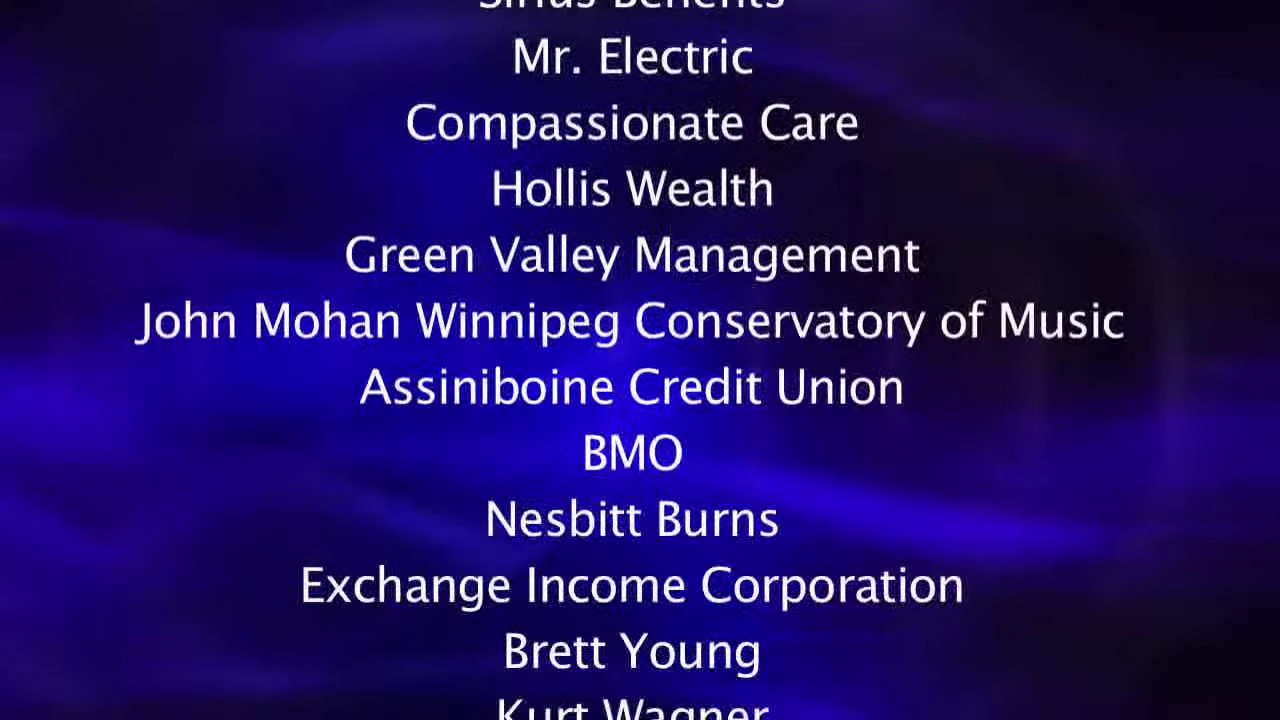 Sirius Benefits
Mr. Electric
Compassionate Care
Hollis Wealth
Green Valley Management
John Mohan Winnipeg Conservatory of Music
Assiniboine Credit Union
BMO
Nesbitt Burns
Exchange Income Corporation
Brett Young
Kurt Wagner